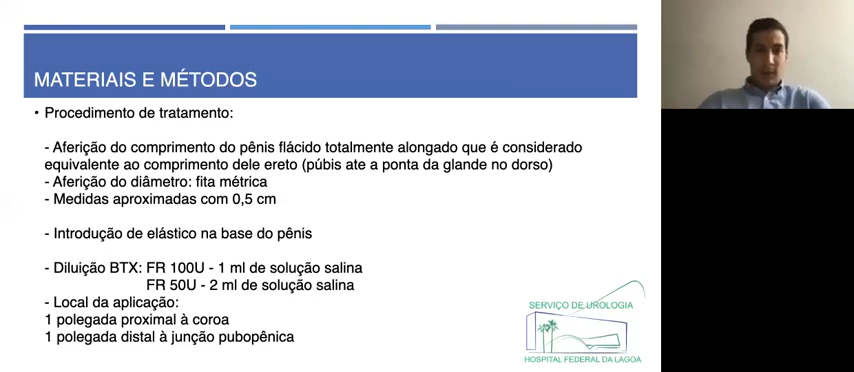 MATERIAIS E MÉTODOS
• Procedimento de tratamento:
- Aferição do comprimento do pênis flácido totalmente alongado que é considerado
equivalente ao comprimento dele ereto (púbis ate a ponta da glande no dorso)
- Aferição do diâmetro: fita métrica
- Medidas aproximadas com 0,5 cm
- Introdução de elástico na base do pênis
- Diluição BTX: FR 100U - 1 ml de solução salina
FR 50U - 2 ml de solução salina
- Local da aplicação:
1 polegada proximal à coroa
1 polegada distal à junção pubopênica
SERVIÇO DE UROLOGIA
HOSPITAL FEDERAL DA LAGOA